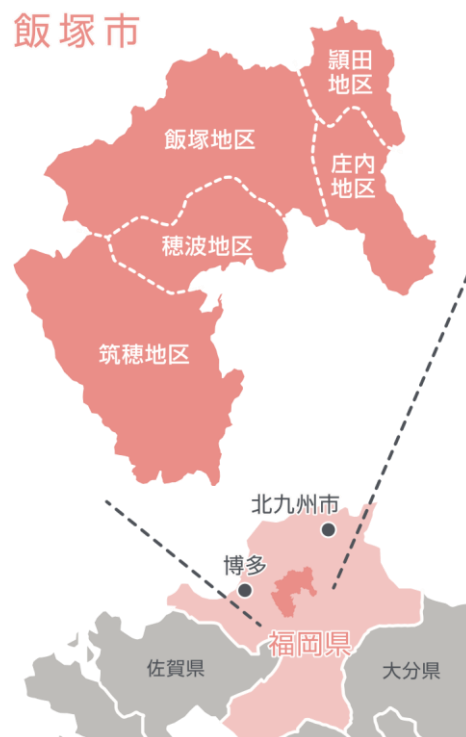 飯塚市
頴田
地区
飯塚地区
庄内
地区
穂波地区
筑穂地区
北九州市
博多
福岡県
佐賀県
大分県